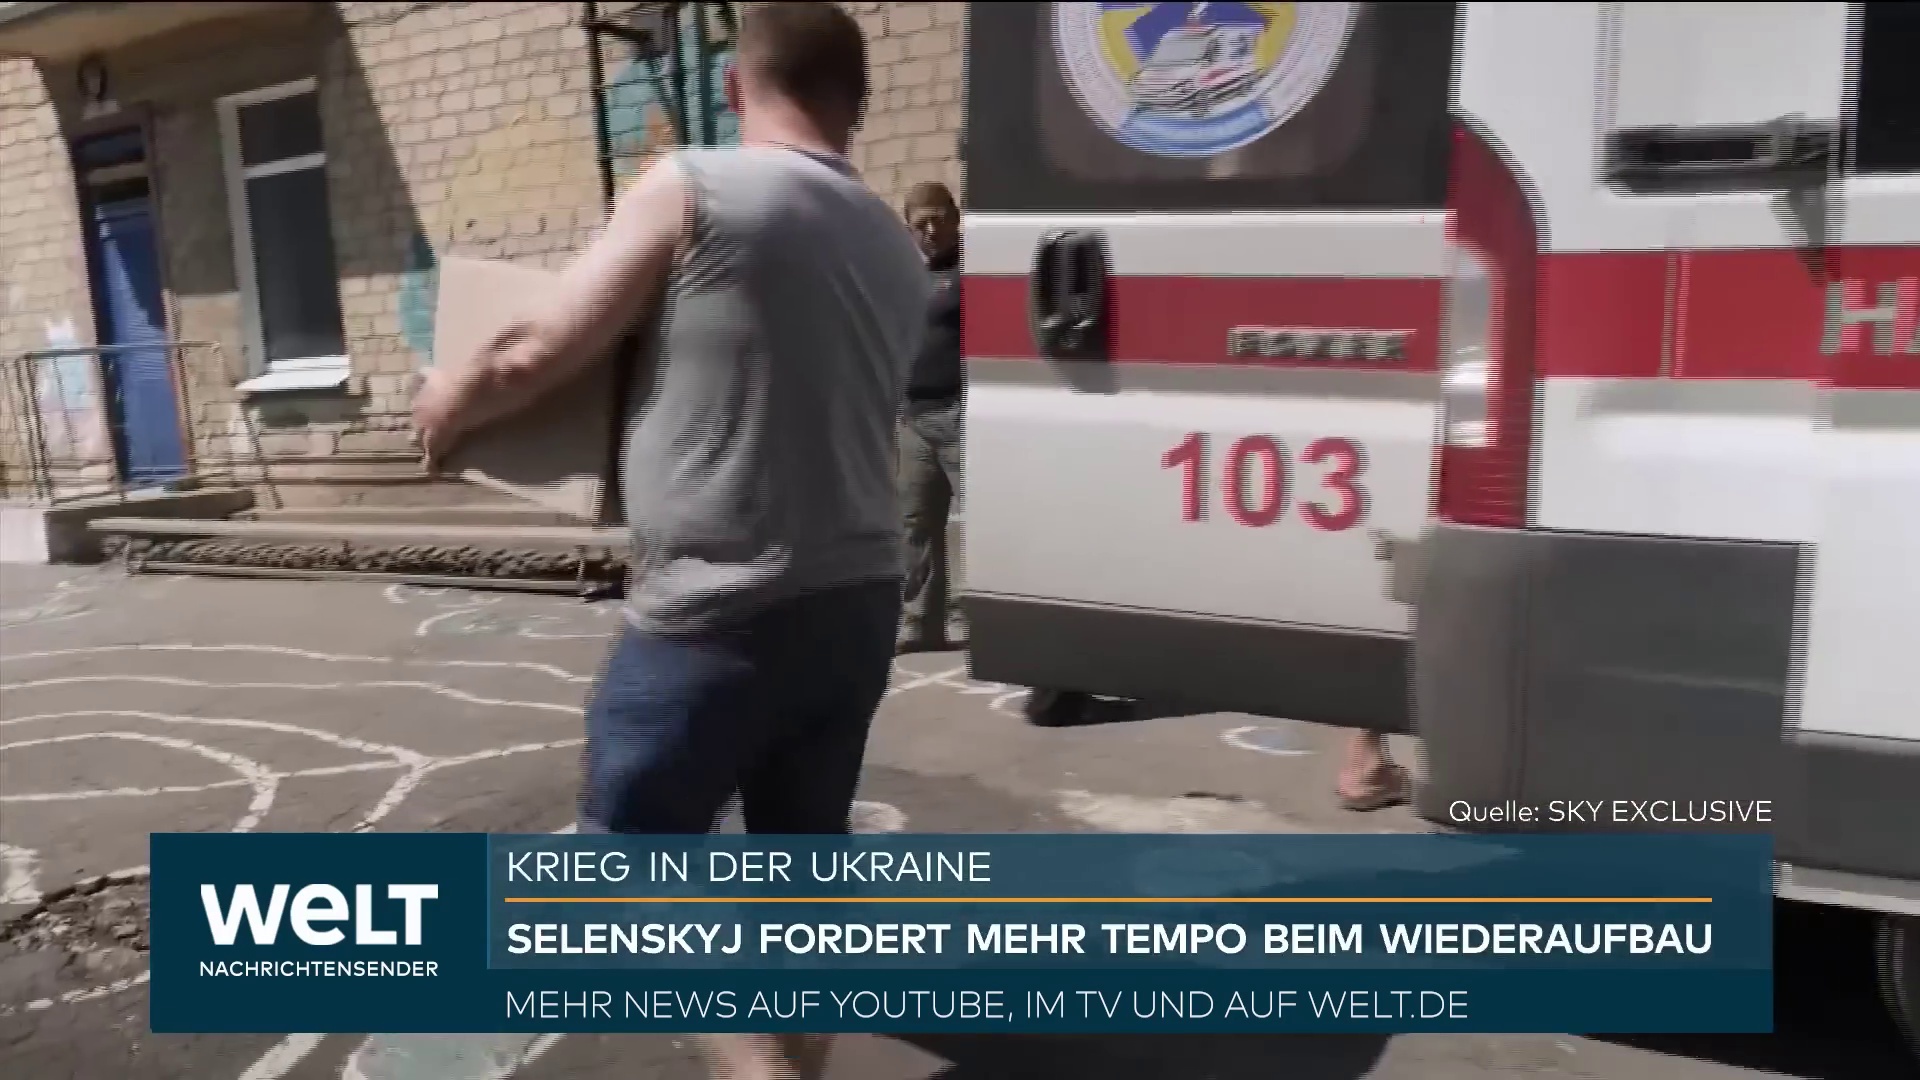 103
Quelle: SKY EXCLUSIVE
KRIEG IN DER UKRAINE
SELENSKYJ FORDERT MEHR TEMPO BEIM WIEDERAUFBAU
MEHR NEWS AUF YOUTUBE, IM TV UND AUF WELT.DE
WELT
NACHRICHTENSENDER